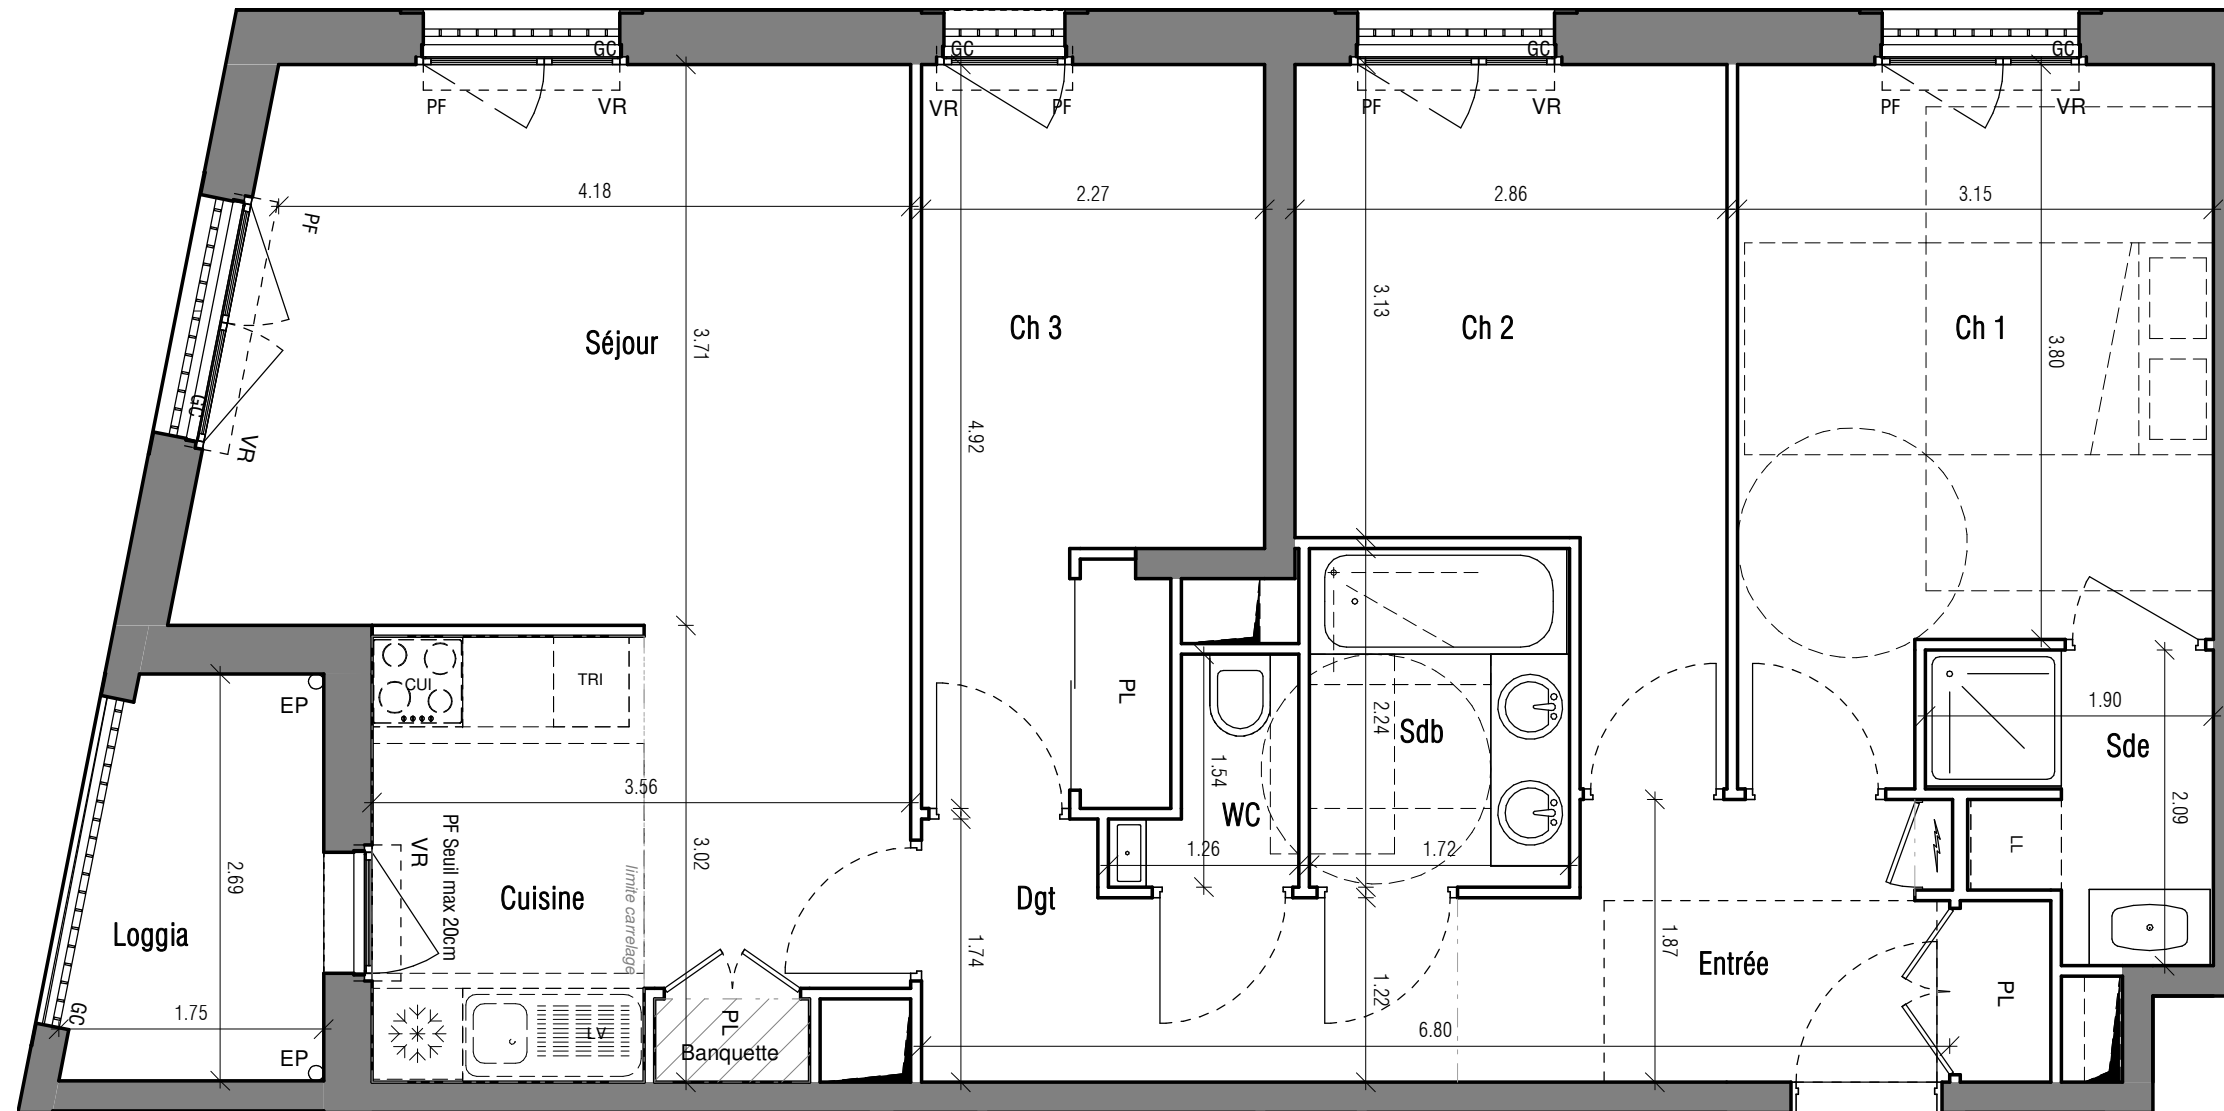 GC
GC
GC
GC
PF
VR
VR
PF
PF
VR
PF
VR
4.18
2.27
2.86
3.15
PF
3.13
Séjour
3.71
Ch 3
Ch 2
Ch 1
3.80
GC
VR
4.92
CUI
TRI
PL
EP
1.90
2.24
Sdb
Sde
1.54
3.56
WC
2.09
VR
PF Seuil max 20cm
3.02
1.26
1.72
LL
2.69
limite carrelage
Cuisine
Dgt
Loggia
1.74
1.87
Entrée
1.22
PL
GC
1.75
PL
LV
6.80
Banquette
EP